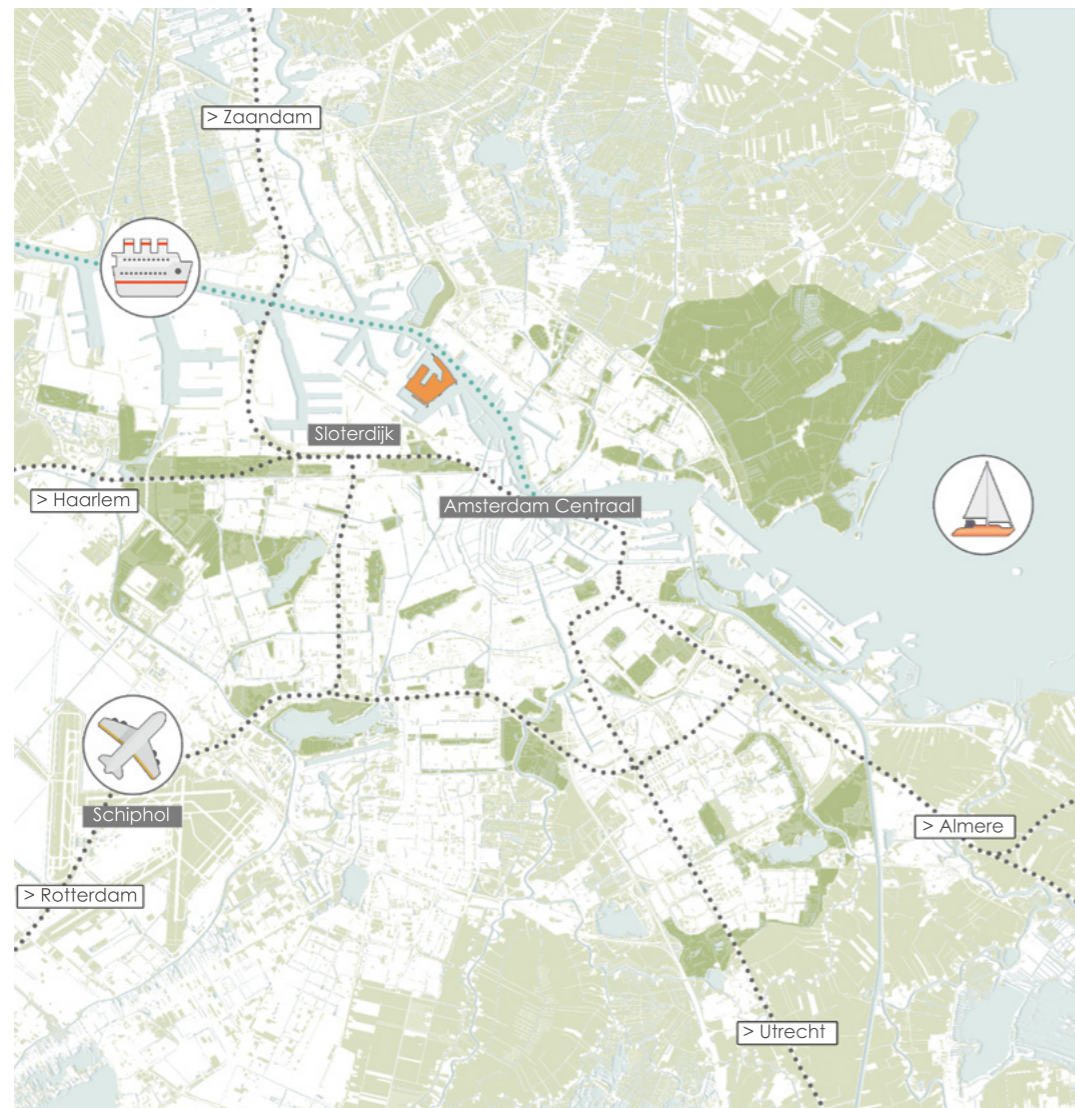 > Zaandam
Sloterdijk
> Haarlem
Amsterdam Centraal
Schiphol
> Almere
> Rotterdam
> Utrecht